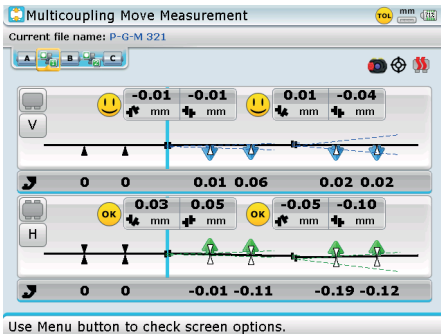 Multicoupling Move Measurement TOL mm
Current file name: P-G-M 321
A B C
-0.01 -0.01 0.01 -0.04
mm mm mm mm
V
0 0 0.01 0.06 0.02 0.02
0.03 0.05 -0.05 -0.10
OK mm mm OK mm mm
H
0 0 -0.01 -0.11 -0.19 -0.12
Use Menu button to check screen options.